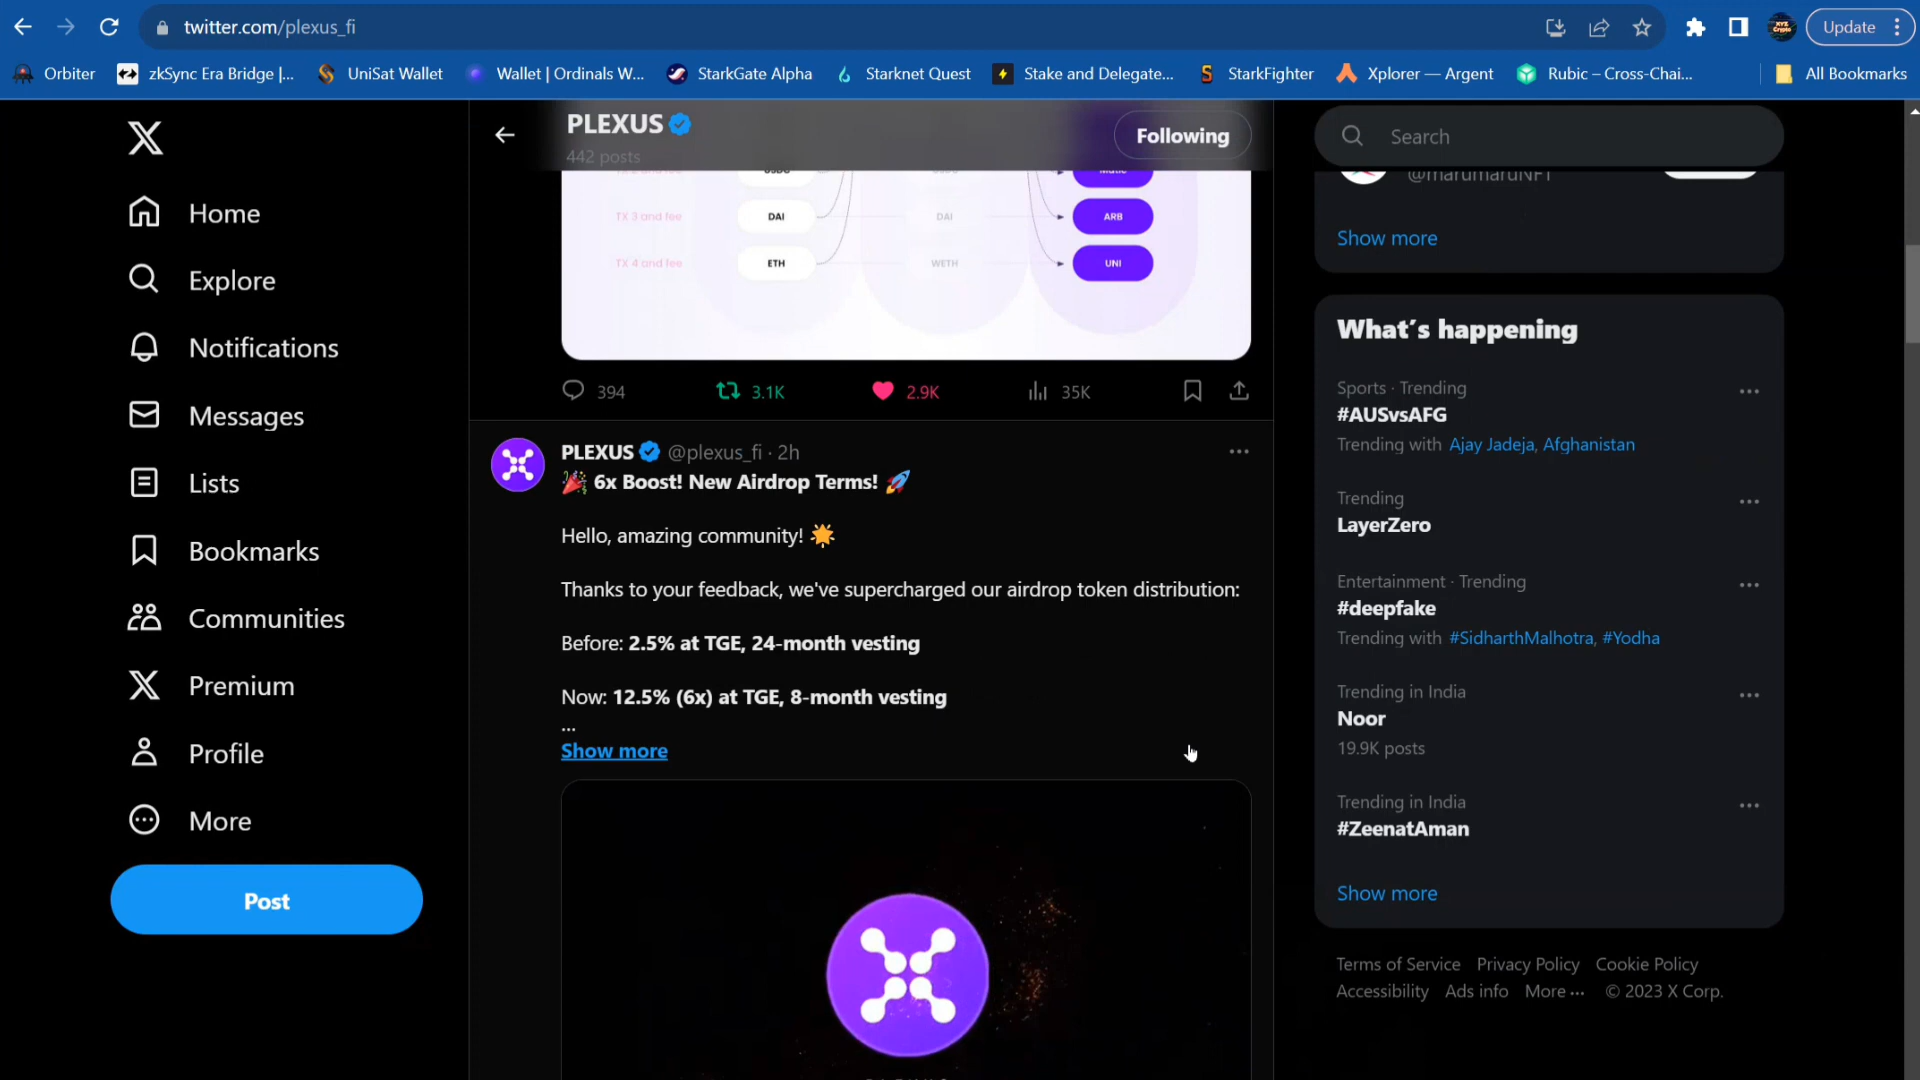 twitter.com/plexus_fi
Update
Orbiter
zkSync Era Bridge |...
UniSat Wallet
Wallet | Ordinals W...
StarkGate Alpha
Starknet Quest
Stake and Delegate...
StarkFighter
Xplorer — Argent
Rubic – Cross-Chai...
All Bookmarks
Home
Explore
Notifications
Messages
Lists
Bookmarks
Communities
Premium
Profile
More
Post
PLEXUS
442 posts
Following
TX 3 and fee DAI DAI ARB
TX 4 and fee ETH WETH UNI
394 3.1K 2.9K 35K
PLEXUS @plexus_fi · 2h
🎉 6x Boost! New Airdrop Terms! 🚀
Hello, amazing community! 🌟
Thanks to your feedback, we've supercharged our airdrop token distribution:
Before: 2.5% at TGE, 24-month vesting
Now: 12.5% (6x) at TGE, 8-month vesting
...
Show more
Search
@marumaruNFT
Show more
What's happening
Sports · Trending
#AUSvsAFG
Trending with Ajay Jadeja, Afghanistan
Trending
LayerZero
Entertainment · Trending
#deepfake
Trending with #SidharthMalhotra, #Yodha
Trending in India
Noor
19.9K posts
Trending in India
#ZeenatAman
Show more
Terms of Service Privacy Policy Cookie Policy
Accessibility Ads info More ··· © 2023 X Corp.